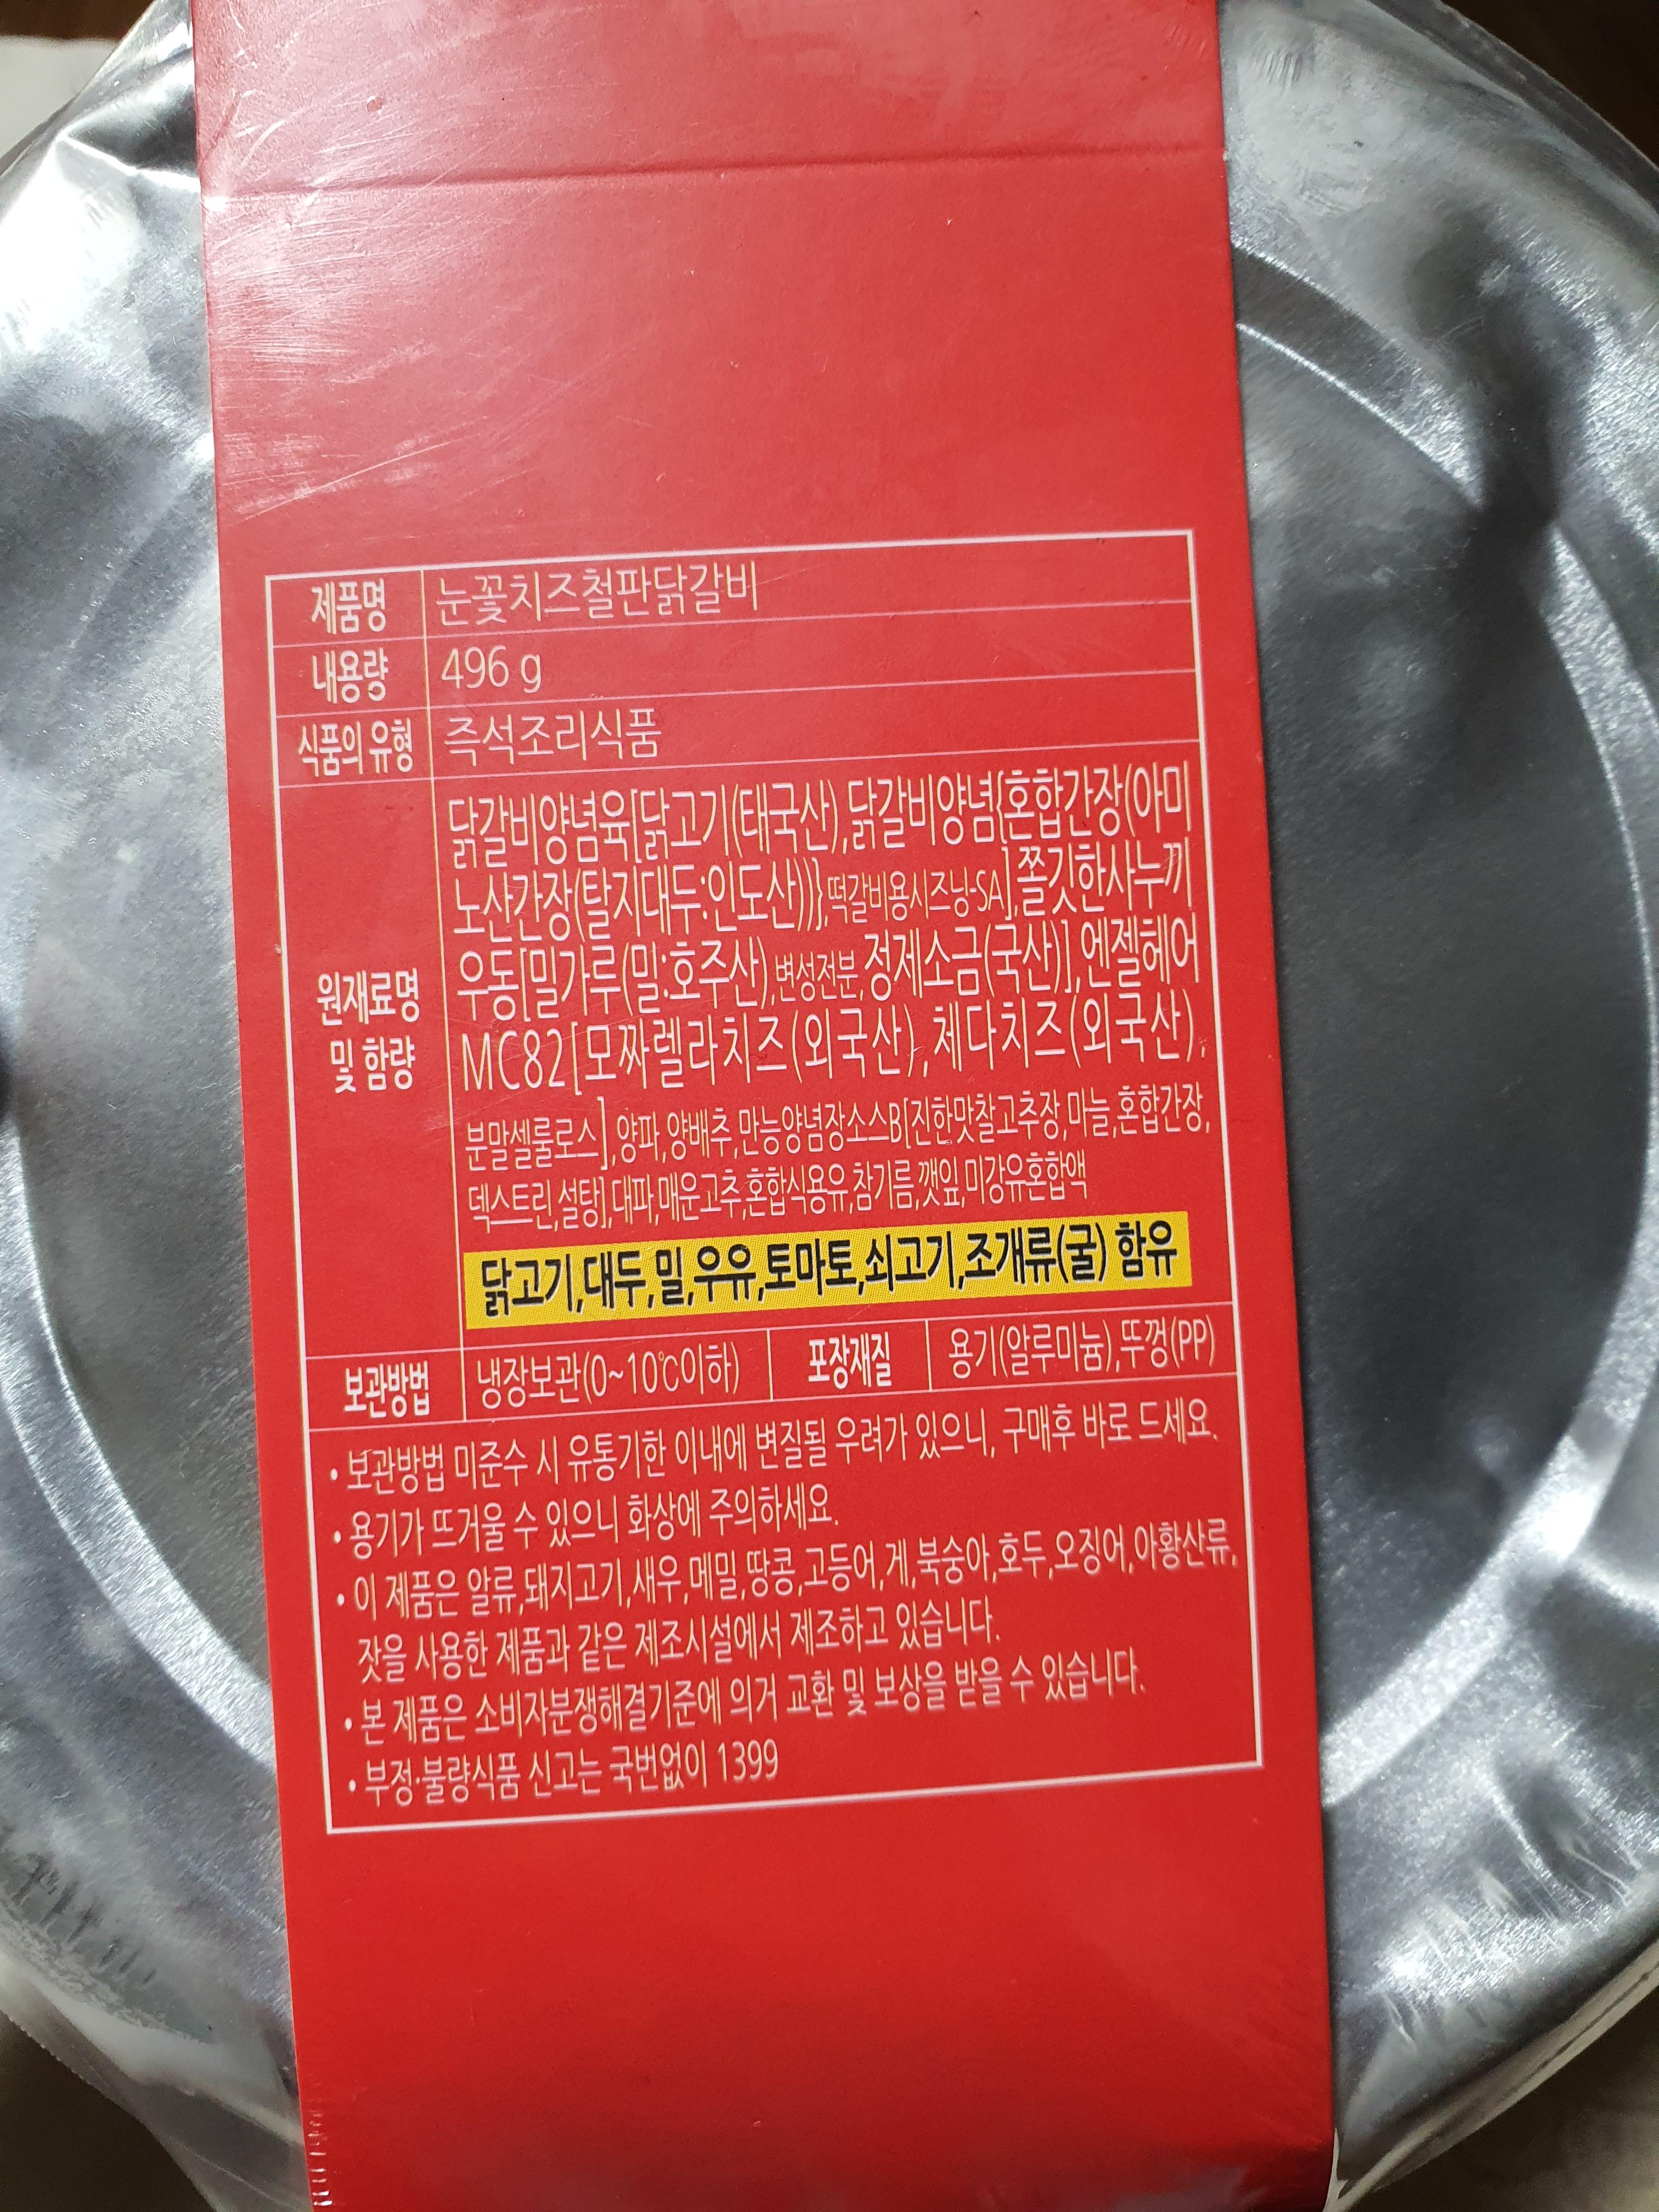 제품명 눈꽃치즈철판닭갈비
내용량 496 g
식품의 유형 즉석조리식품
원재료명 및 함량
닭갈비양념육[닭고기(태국산),닭갈비양념{혼합간장(아미
노산간장(탈지대두:인도산))},떡갈비용시즈닝-SA],쫄깃한사누끼
우동[밀가루(밀:호주산),변성전분,정제소금(국산)],엔젤헤어
MC82[모짜렐라치즈(외국산),체다치즈(외국산),
분말셀룰로스],양파,양배추,만능양념장소스B[진한맛찰고추장,마늘,혼합간장,
덱스트린,설탕],대파,매운고추,혼합식용유,참기름,깻잎,미강유혼합액
닭고기,대두,밀,우유,토마토,쇠고기,조개류(굴) 함유
보관방법 냉장보관(0~10℃이하) 포장재질 용기(알루미늄),뚜껑(PP)
• 보관방법 미준수 시 유통기한 이내에 변질될 우려가 있으니, 구매후 바로 드세요.
• 용기가 뜨거울 수 있으니 화상에 주의하세요.
• 이 제품은 알류,돼지고기,새우,메밀,땅콩,고등어,게,복숭아,호두,오징어,아황산류,
잣을 사용한 제품과 같은 제조시설에서 제조하고 있습니다.
• 본 제품은 소비자분쟁해결기준에 의거 교환 및 보상을 받을 수 있습니다.
• 부정·불량식품 신고는 국번없이 1399